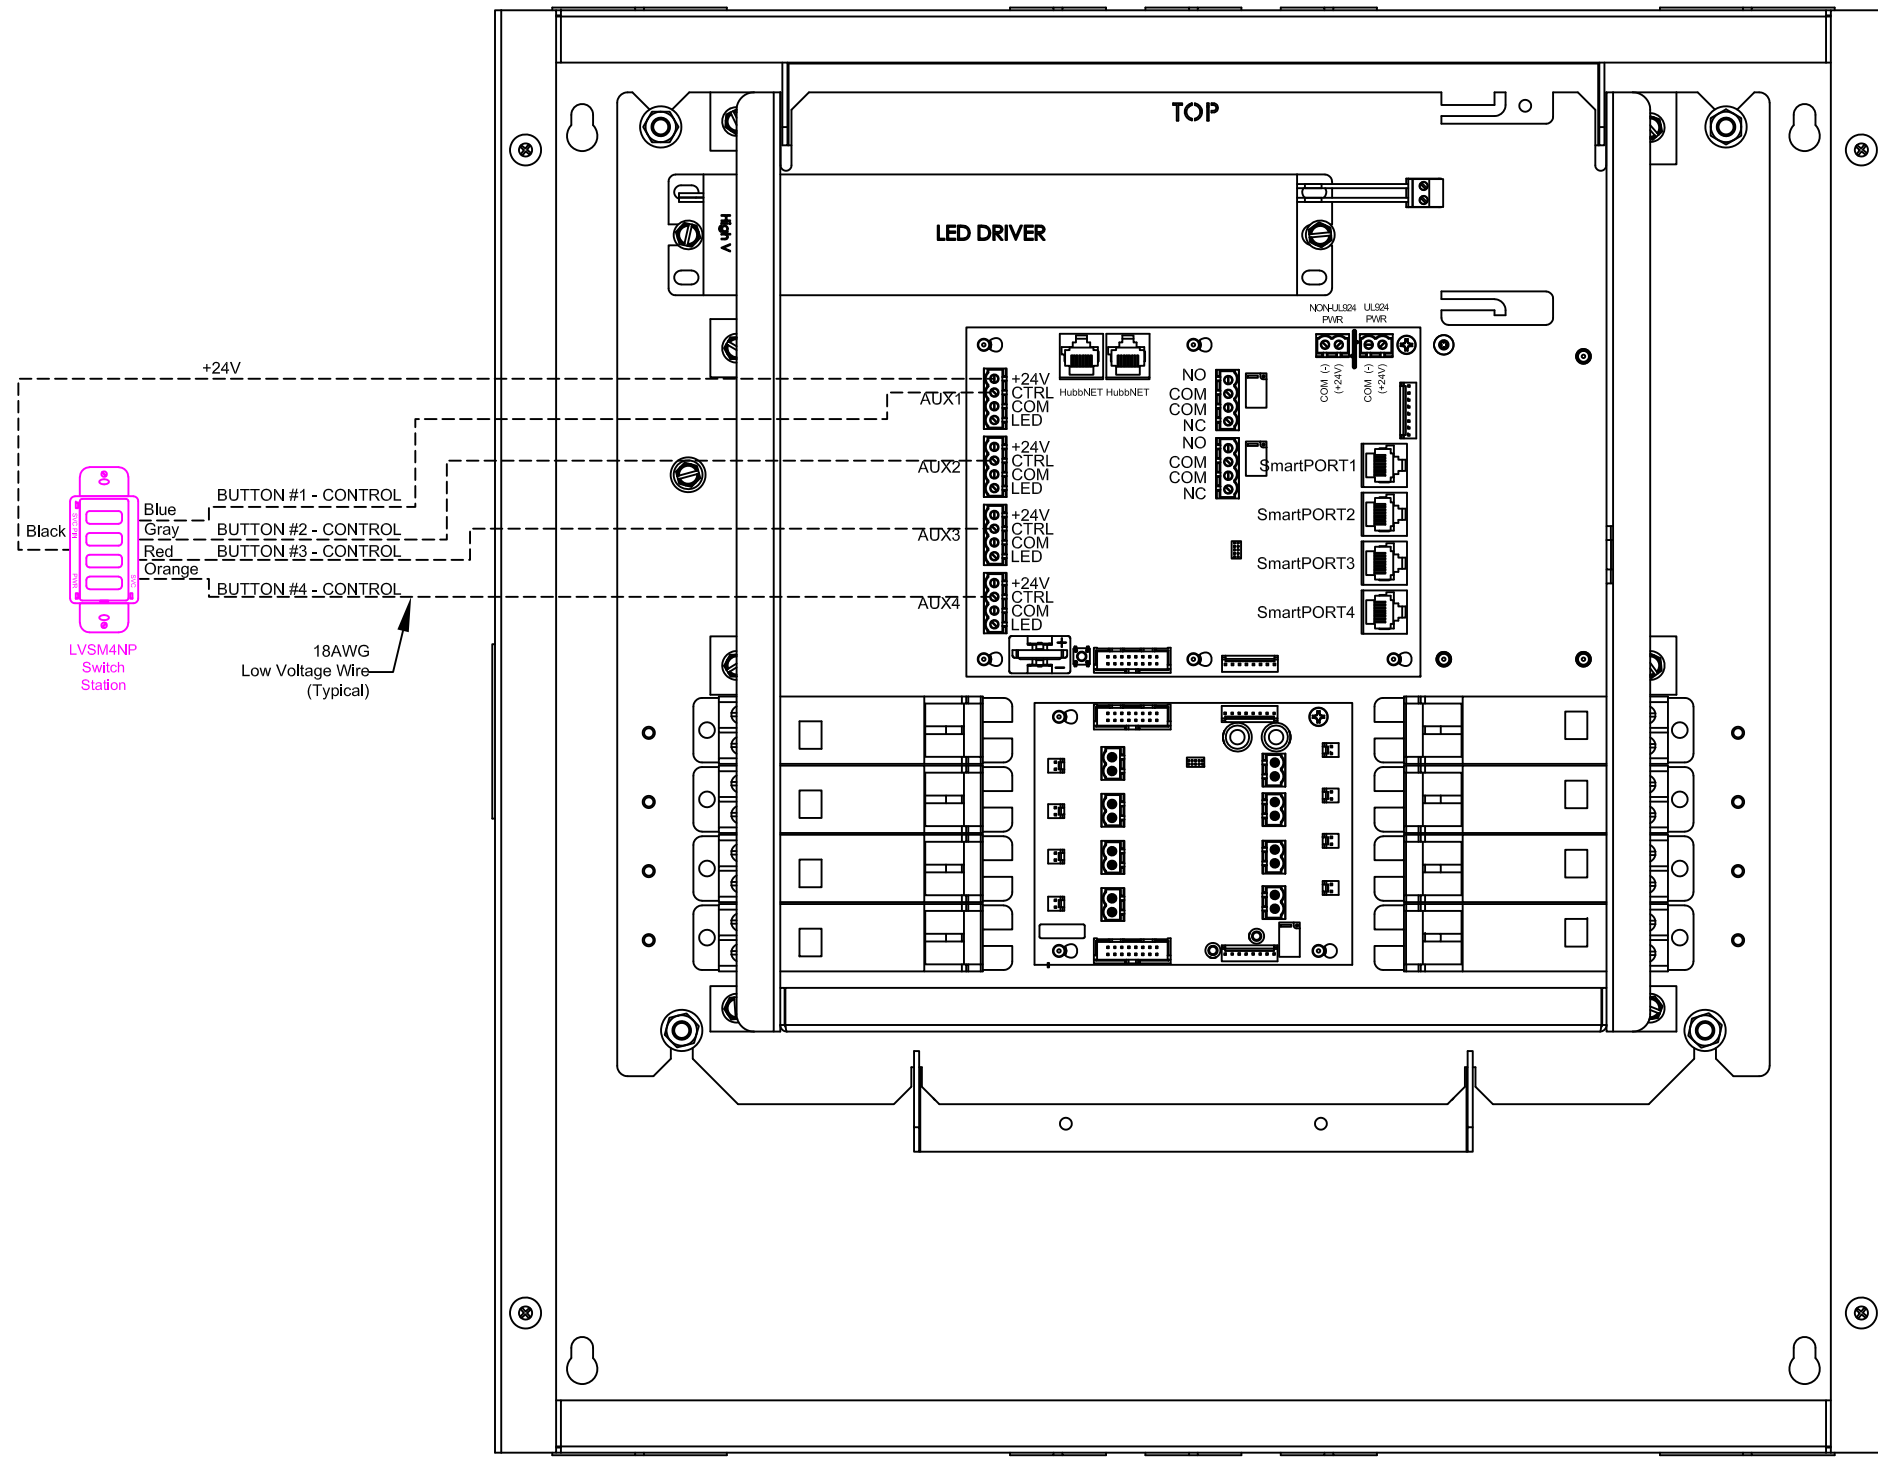 TOP
High V
LED DRIVER
NON-UL924
PWR
UL924
PWR
COM (-)
(+24V)
COM (-)
(+24V)
HubbNET
HubbNET
+24V
AUX1
+24V
CTRL
COM
LED
AUX2
+24V
CTRL
COM
LED
AUX3
+24V
CTRL
COM
LED
AUX4
+24V
CTRL
COM
LED
NO
COM
COM
NC
NO
COM
COM
NC
SmartPORT1
SmartPORT2
SmartPORT3
SmartPORT4
+
−
Black
Blue
Gray
Red
Orange
BUTTON #1 - CONTROL
BUTTON #2 - CONTROL
BUTTON #3 - CONTROL
BUTTON #4 - CONTROL
PWR
SVC
LVSM4NP
Switch
Station
18AWG
Low Voltage Wire
(Typical)